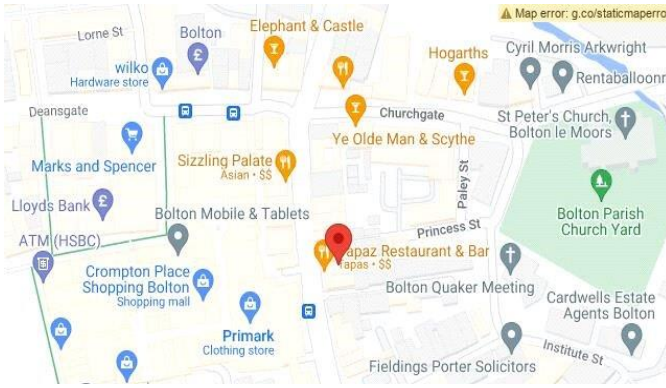 Map error: g.co/staticmaperro
Lorne St
Bolton
Elephant & Castle
wilko
Hardware store
Hogarths
Cyril Morris Arkwright
Rentaballoonn
Deansgate
Churchgate
St Peter's Church,
Bolton le Moors
Ye Olde Man & Scythe
Marks and Spencer
Sizzling Palate
Asian • $$
Paley St
Lloyds Bank
£
Bolton Mobile & Tablets
Bolton Parish
Church Yard
Princess St
ATM (HSBC)
Tapaz Restaurant & Bar
Tapas • $$
Crompton Place
Shopping Bolton
Shopping mall
Bolton Quaker Meeting
Cardwells Estate
Agents Bolton
Primark
Clothing store
Fieldings Porter Solicitors
Institute St